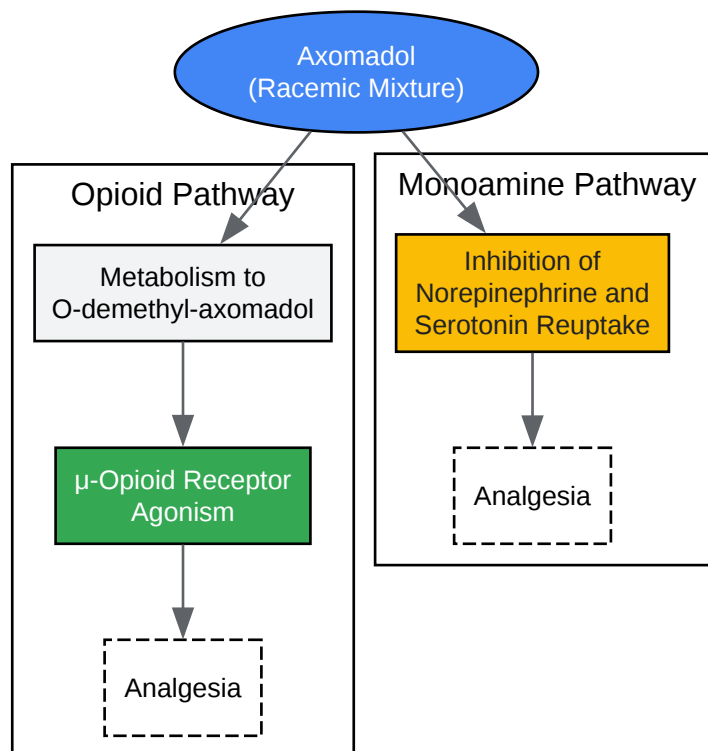 Axomadol
(Racemic Mixture)
Opioid Pathway
Metabolism to
O-demethyl-axomadol
μ-Opioid Receptor
Agonism
Analgesia
Monoamine Pathway
Inhibition of
Norepinephrine and
Serotonin Reuptake
Analgesia